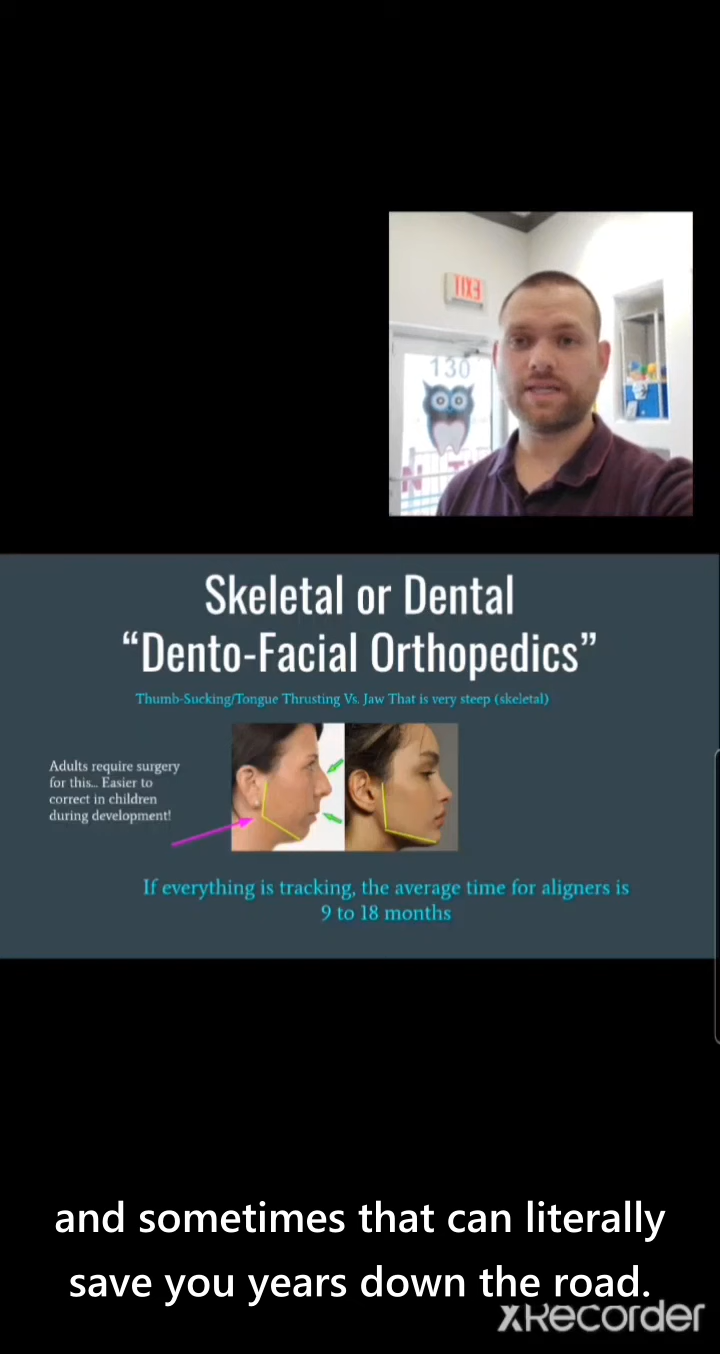 EXIT
130
Skeletal or Dental
“Dento-Facial Orthopedics”
Thumb-Sucking/Tongue Thrusting Vs. Jaw That is very steep (skeletal)
Adults require surgery
for this... Easier to
correct in children
during development!
If everything is tracking, the average time for aligners is
9 to 18 months
and sometimes that can literally
save you years down the road.
XRecorder